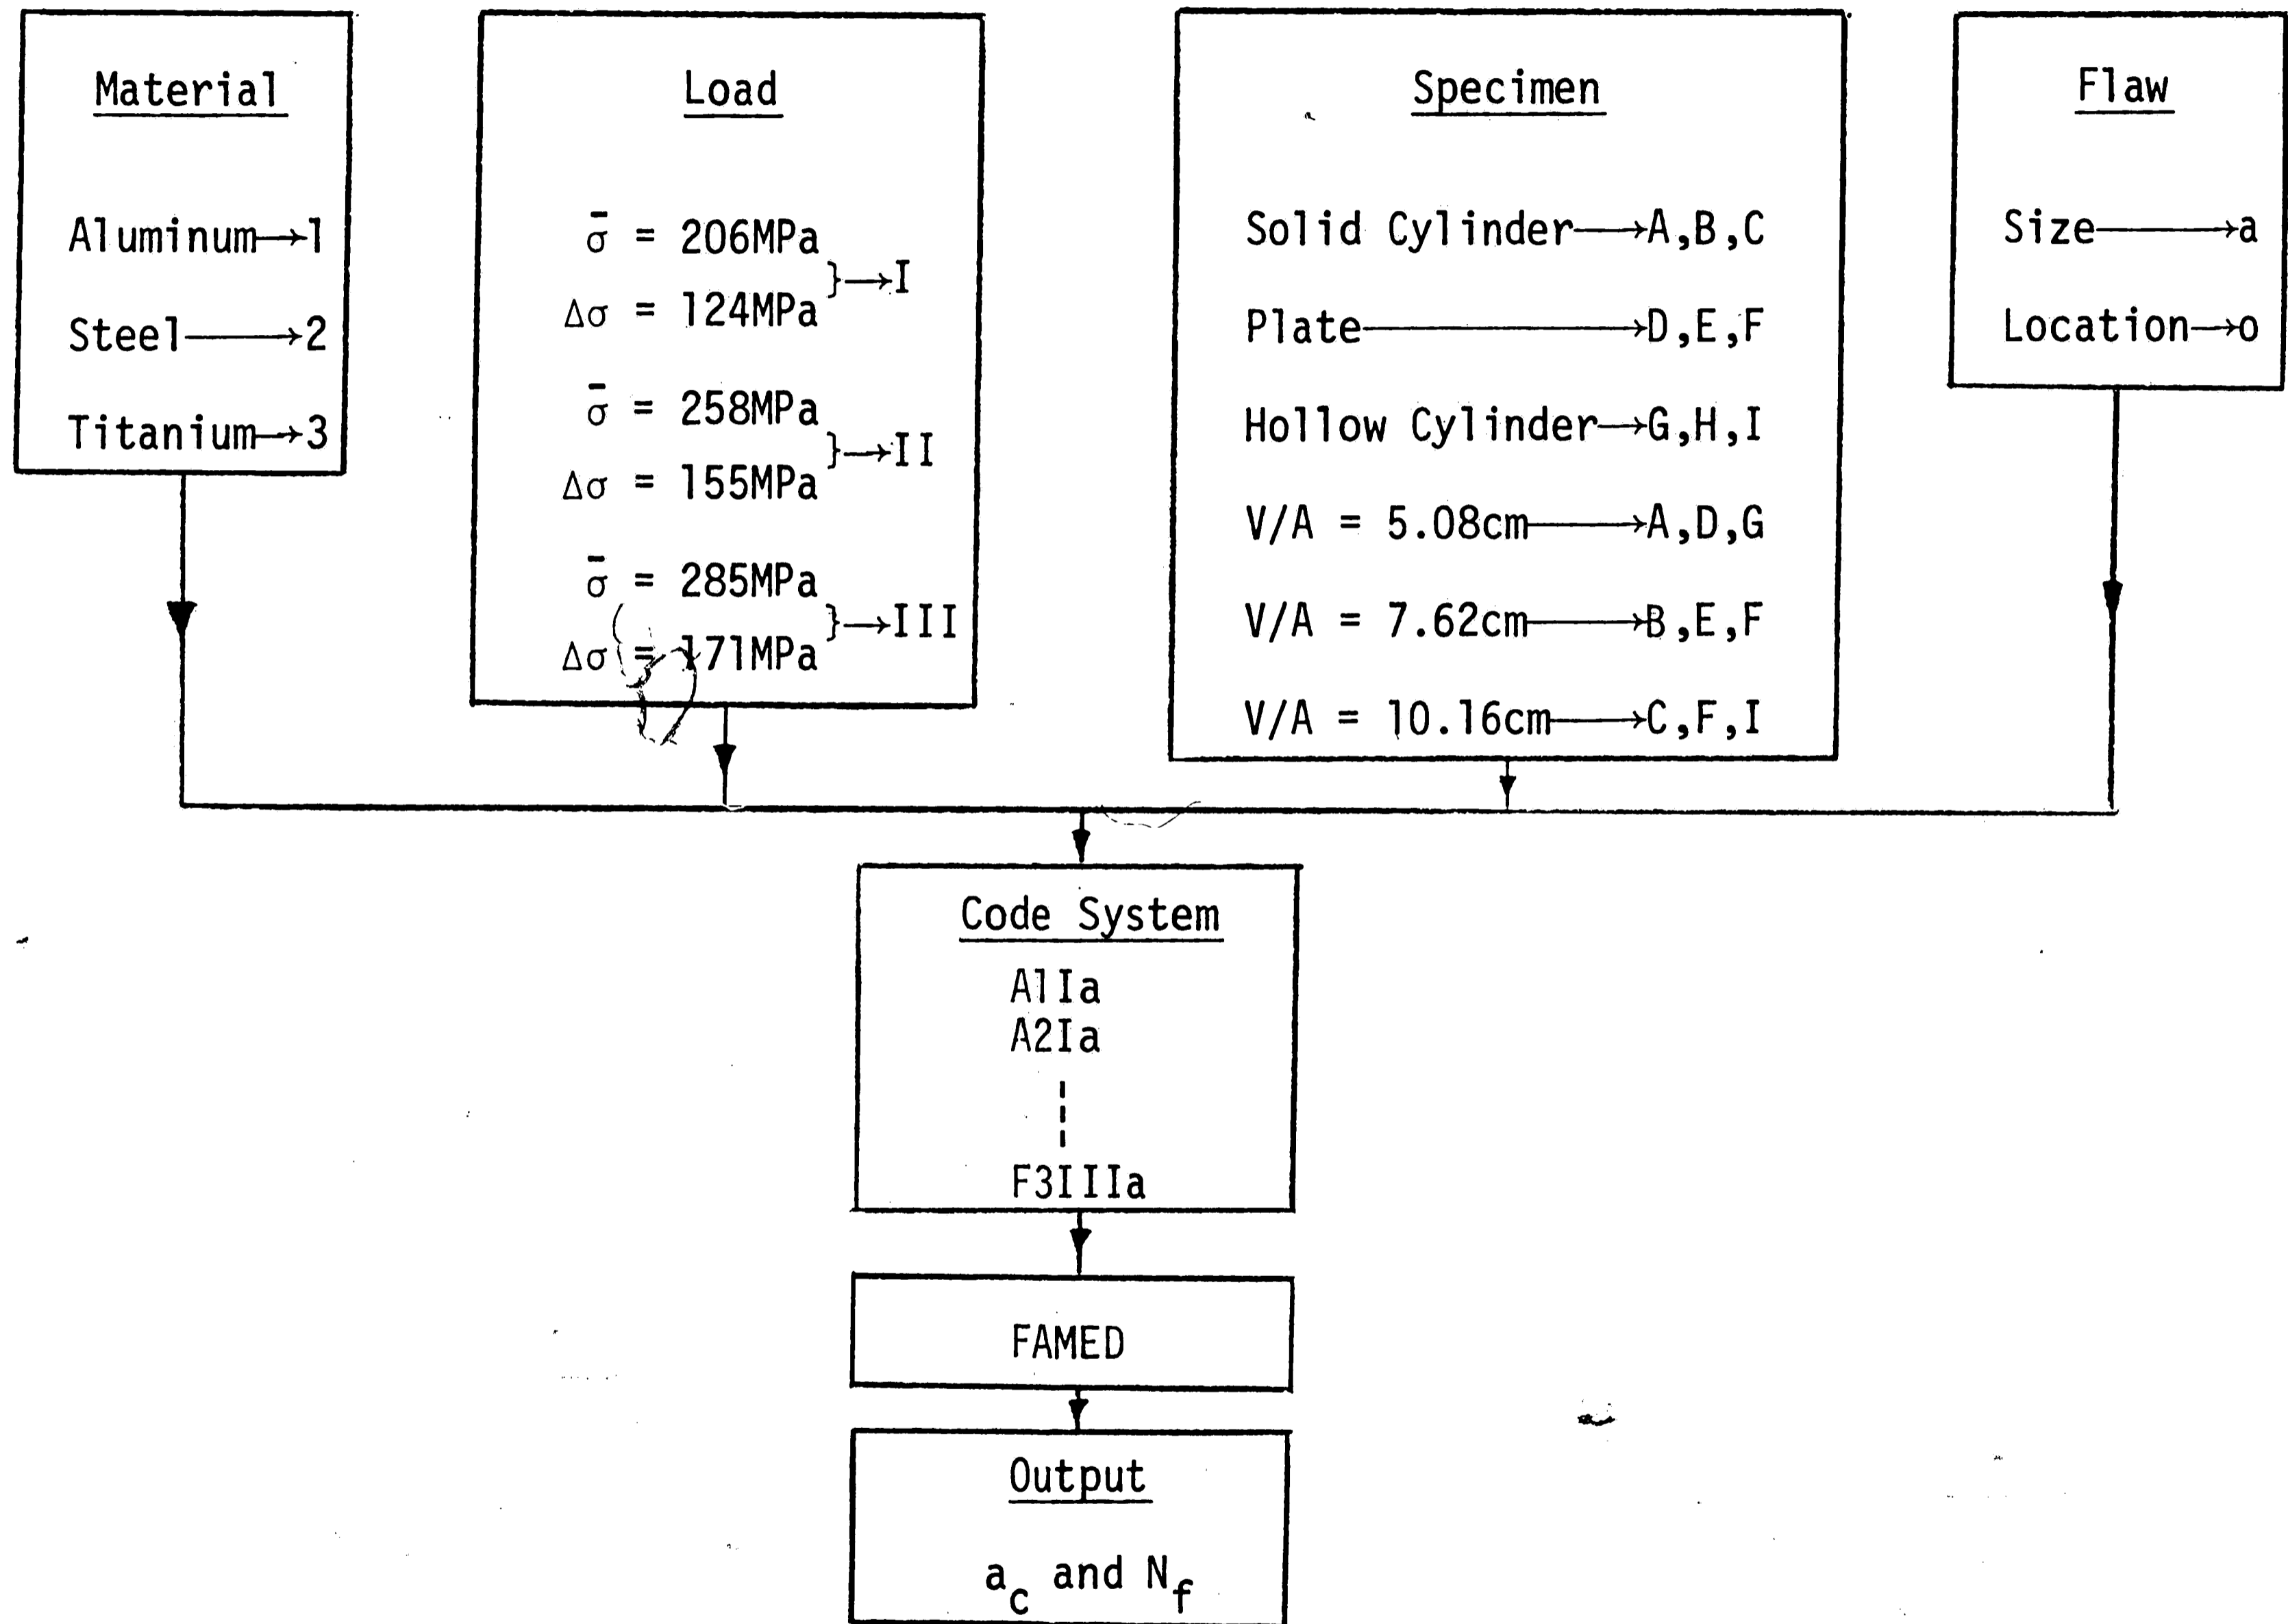 Material
Aluminum→1
Steel→2
Titanium→3
Load
σ̄ = 206MPa
}→I
Δσ = 124MPa
σ̄ = 258MPa
}→II
Δσ = 155MPa
σ̄ = 285MPa
}→III
Δσ = 171MPa
Specimen
Solid Cylinder→A,B,C
Plate→D,E,F
Hollow Cylinder→G,H,I
V/A = 5.08cm→A,D,G
V/A = 7.62cm→B,E,F
V/A = 10.16cm→C,F,I
Flaw
Size→a
Location→o
Code System
A1Ia
A2Ia
F3IIIa
FAMED
Output
a_c and N_f